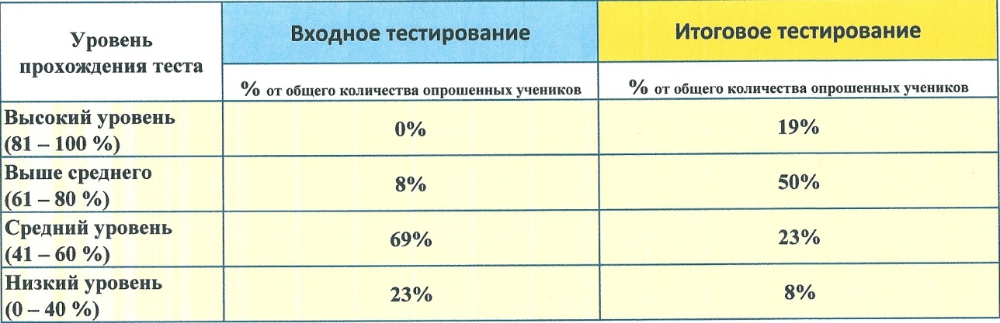 Уровень
прохождения теста
Входное тестирование
Итоговое тестирование
% от общего количества опрошенных учеников
% от общего количества опрошенных учеников
Высокий уровень
(81 – 100 %)
0%
19%
Выше среднего
(61 – 80 %)
8%
50%
Средний уровень
(41 – 60 %)
69%
23%
Низкий уровень
(0 – 40 %)
23%
8%